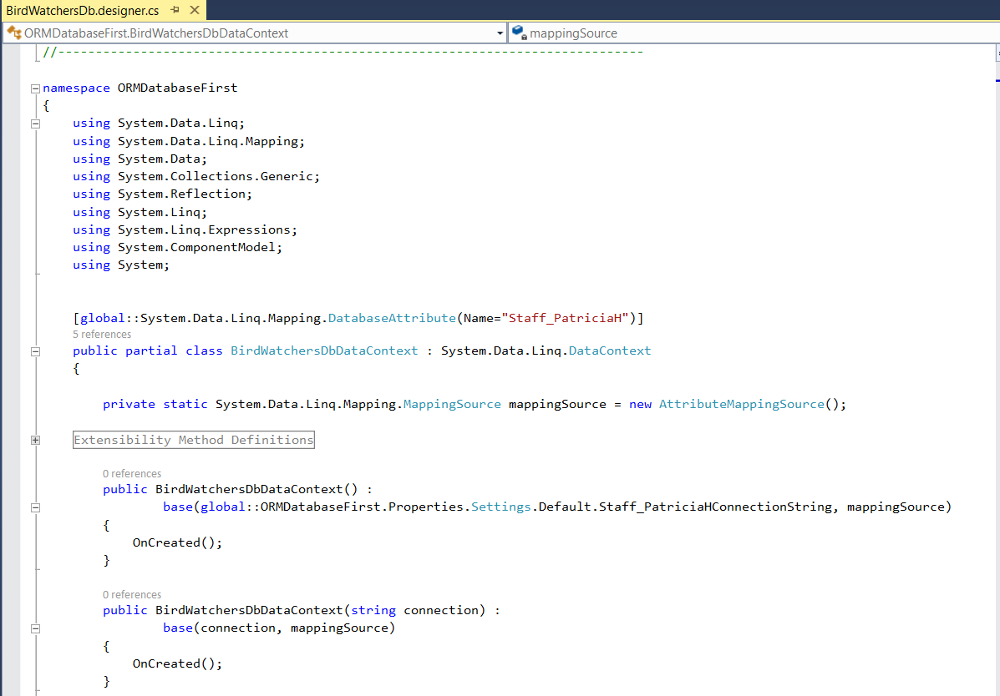 BirdWatchersDb.designer.cs
ORMDatabaseFirst.BirdWatchersDbDataContext mappingSource
//------------------------------------------------------------------------------
namespace ORMDatabaseFirst
{
using System.Data.Linq;
using System.Data.Linq.Mapping;
using System.Data;
using System.Collections.Generic;
using System.Reflection;
using System.Linq;
using System.Linq.Expressions;
using System.ComponentModel;
using System;
[global::System.Data.Linq.Mapping.DatabaseAttribute(Name="Staff_PatriciaH")]
5 references
public partial class BirdWatchersDbDataContext : System.Data.Linq.DataContext
{
private static System.Data.Linq.Mapping.MappingSource mappingSource = new AttributeMappingSource();
Extensibility Method Definitions
0 references
public BirdWatchersDbDataContext() :
base(global::ORMDatabaseFirst.Properties.Settings.Default.Staff_PatriciaHConnectionString, mappingSource)
{
OnCreated();
}
0 references
public BirdWatchersDbDataContext(string connection) :
base(connection, mappingSource)
{
OnCreated();
}